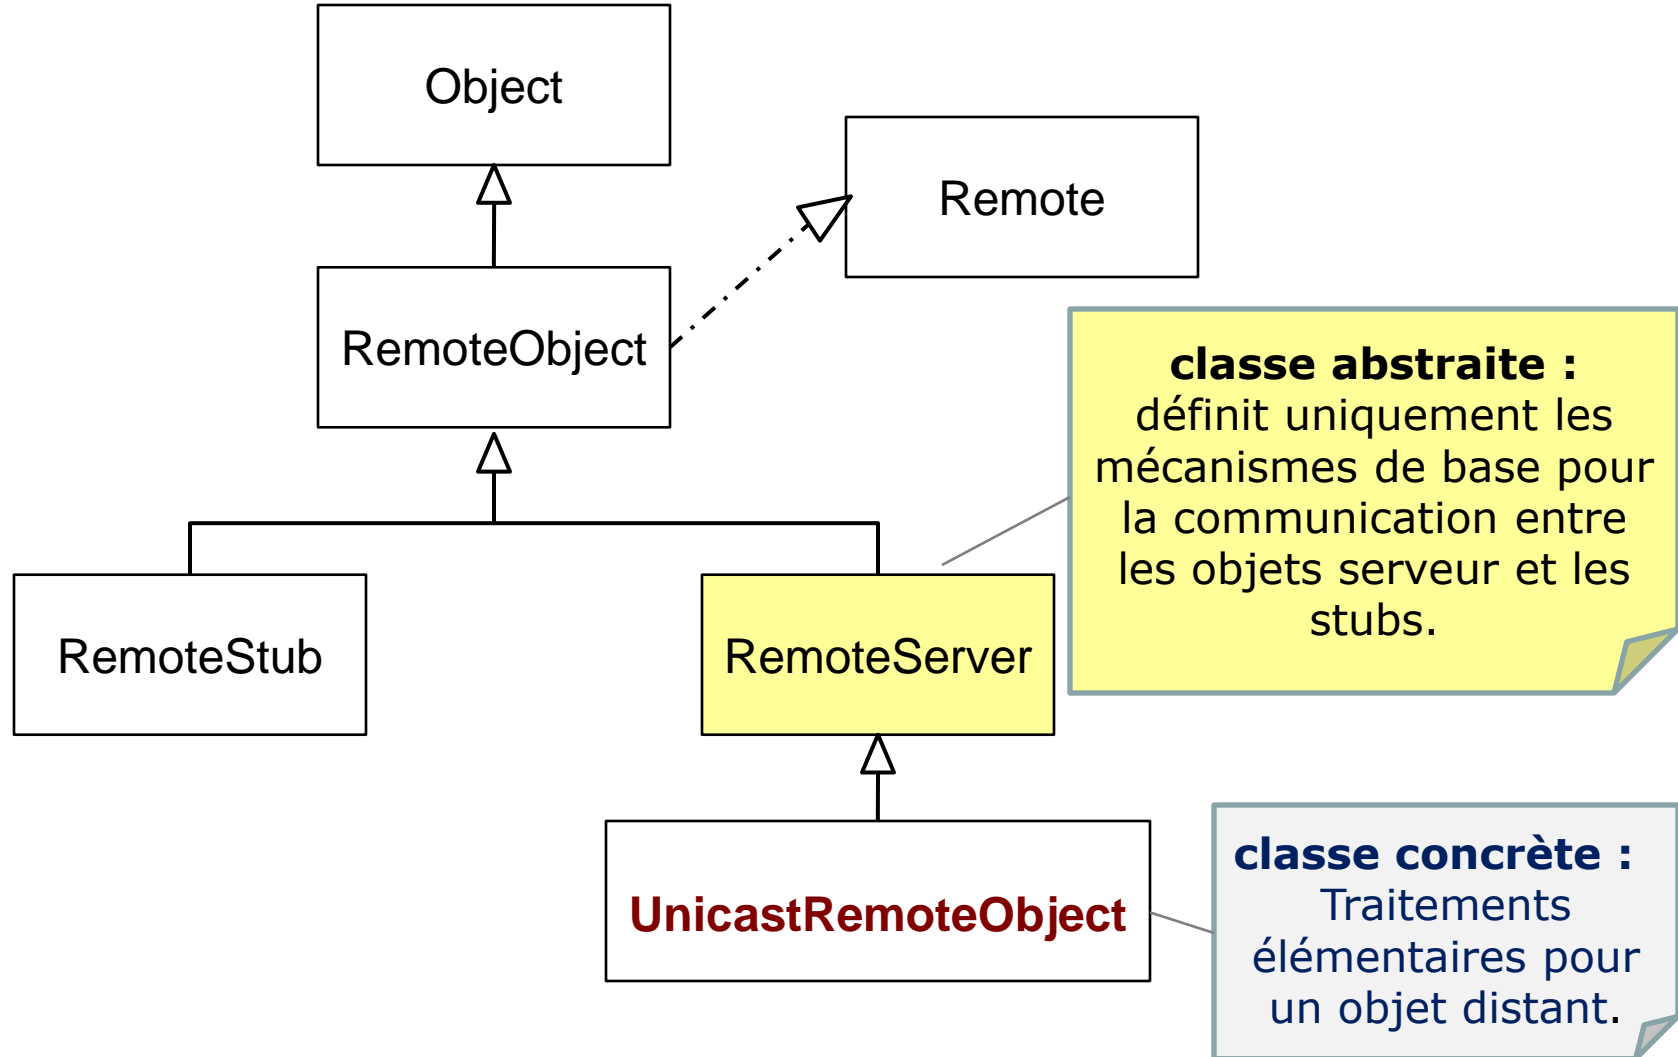 Object
Remote
RemoteObject
classe abstraite :
définit uniquement les
mécanismes de base pour
la communication entre
les objets serveur et les
stubs.
RemoteStub
RemoteServer
UnicastRemoteObject
classe concrète :
Traitements
élémentaires pour
un objet distant.